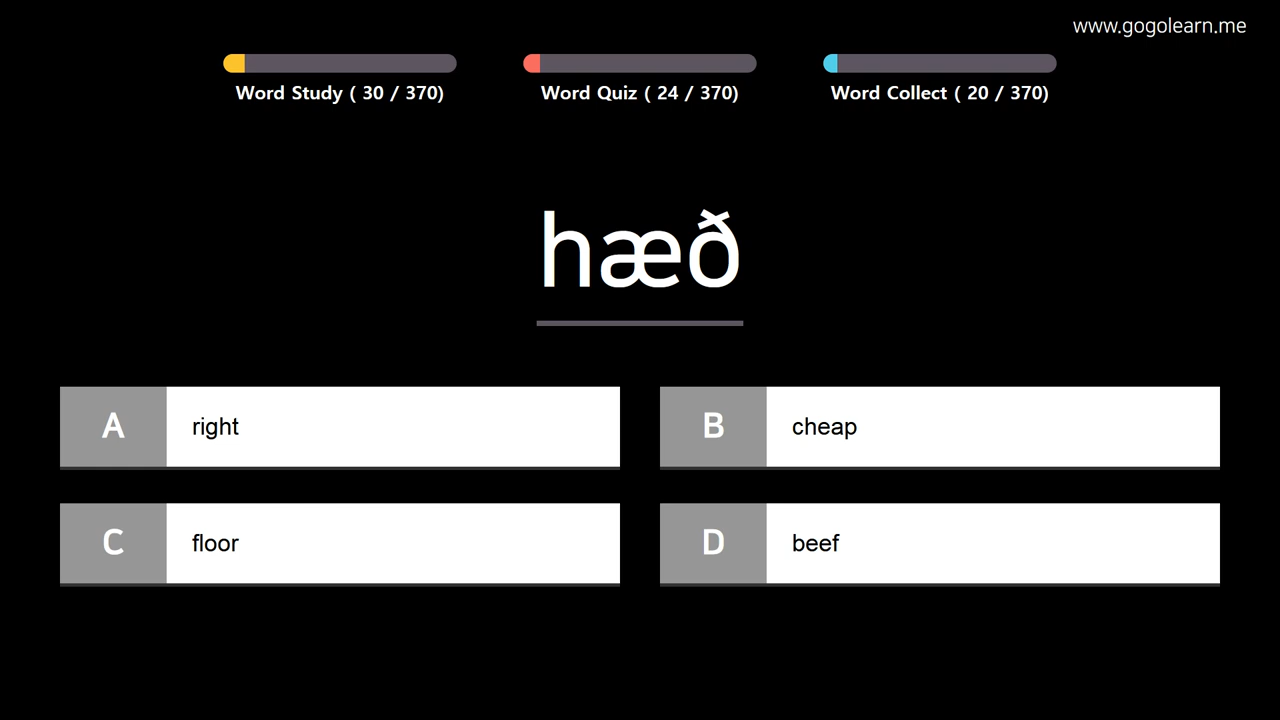 www.gogolearn.me
Word Study ( 30 / 370)
Word Quiz ( 24 / 370)
Word Collect ( 20 / 370)
hæð
A right
B cheap
C floor
D beef